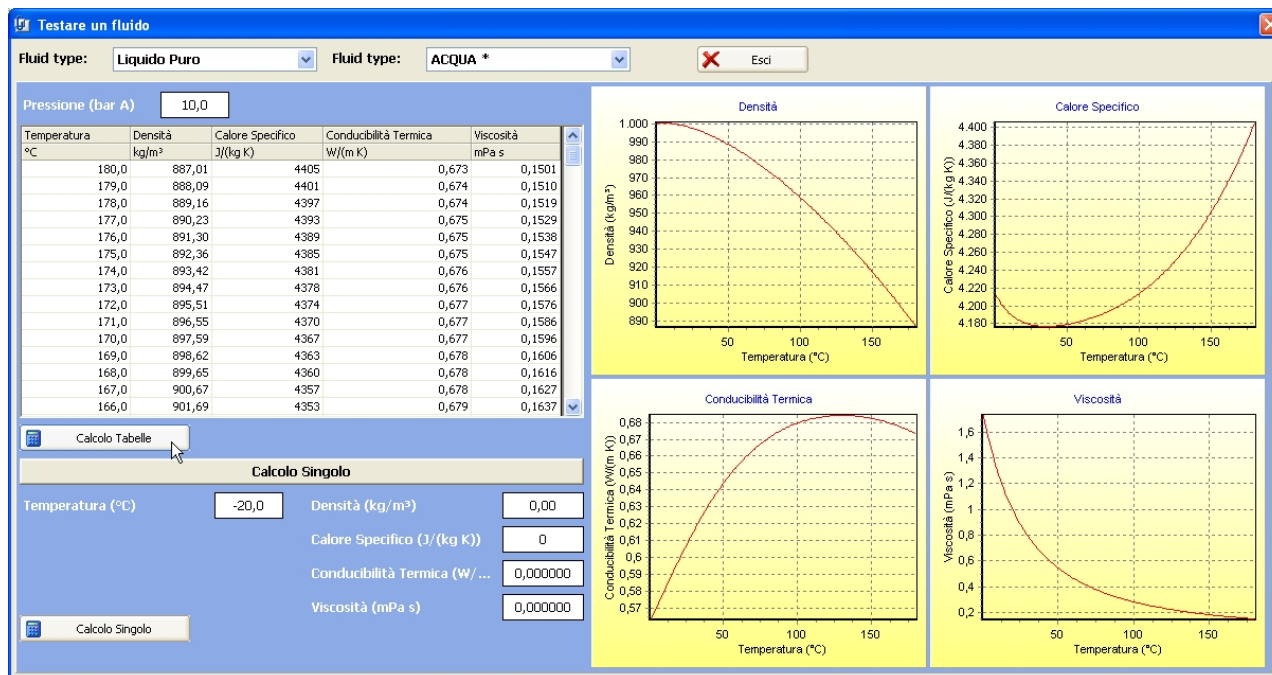 Testare un fluido
Fluid type: Liquido Puro Fluid type: ACQUA * Esci
Pressione (bar A) 10,0
Temperatura Densità Calore Specifico Conducibilità Termica Viscosità
°C kg/m³ J/(kg K) W/(m K) mPa s
180,0 887,01 4405 0,673 0,1501
179,0 888,09 4401 0,674 0,1510
178,0 889,16 4397 0,674 0,1519
177,0 890,23 4393 0,675 0,1529
176,0 891,30 4389 0,675 0,1538
175,0 892,36 4385 0,675 0,1547
174,0 893,42 4381 0,676 0,1557
173,0 894,47 4378 0,676 0,1566
172,0 895,51 4374 0,677 0,1576
171,0 896,55 4370 0,677 0,1586
170,0 897,59 4367 0,677 0,1596
169,0 898,62 4363 0,678 0,1606
168,0 899,65 4360 0,678 0,1616
167,0 900,67 4357 0,678 0,1627
166,0 901,69 4353 0,679 0,1637
Calcolo Tabelle
Calcolo Singolo
Temperatura (°C) -20,0 Densità (kg/m³) 0,00
Calore Specifico (J/(kg K)) 0
Conducibilità Termica (W/... 0,000000
Viscosità (mPa s) 0,000000
Calcolo Singolo
Densità
Densità (kg/m³)
1.000
990
980
970
960
950
940
930
920
910
900
890
50 100 150
Temperatura (°C)
Calore Specifico
Calore Specifico (J/(kg K))
4.400
4.380
4.360
4.340
4.320
4.300
4.280
4.260
4.240
4.220
4.200
4.180
50 100 150
Temperatura (°C)
Conducibilità Termica
Conducibilità Termica (W/(m K))
0,68
0,67
0,66
0,65
0,64
0,63
0,62
0,61
0,6
0,59
0,58
0,57
50 100 150
Temperatura (°C)
Viscosità
Viscosità (mPa s)
1,6
1,4
1,2
1
0,8
0,6
0,4
0,2
50 100 150
Temperatura (°C)